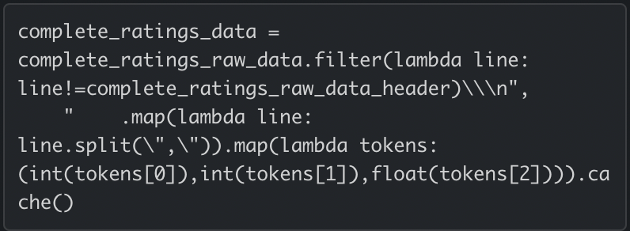 complete_ratings_data =
complete_ratings_raw_data.filter(lambda line:
line!=complete_ratings_raw_data_header)\\\n",
    "    .map(lambda line:
line.split(\",\")).map(lambda tokens:
(int(tokens[0]),int(tokens[1]),float(tokens[2]))).ca
che()